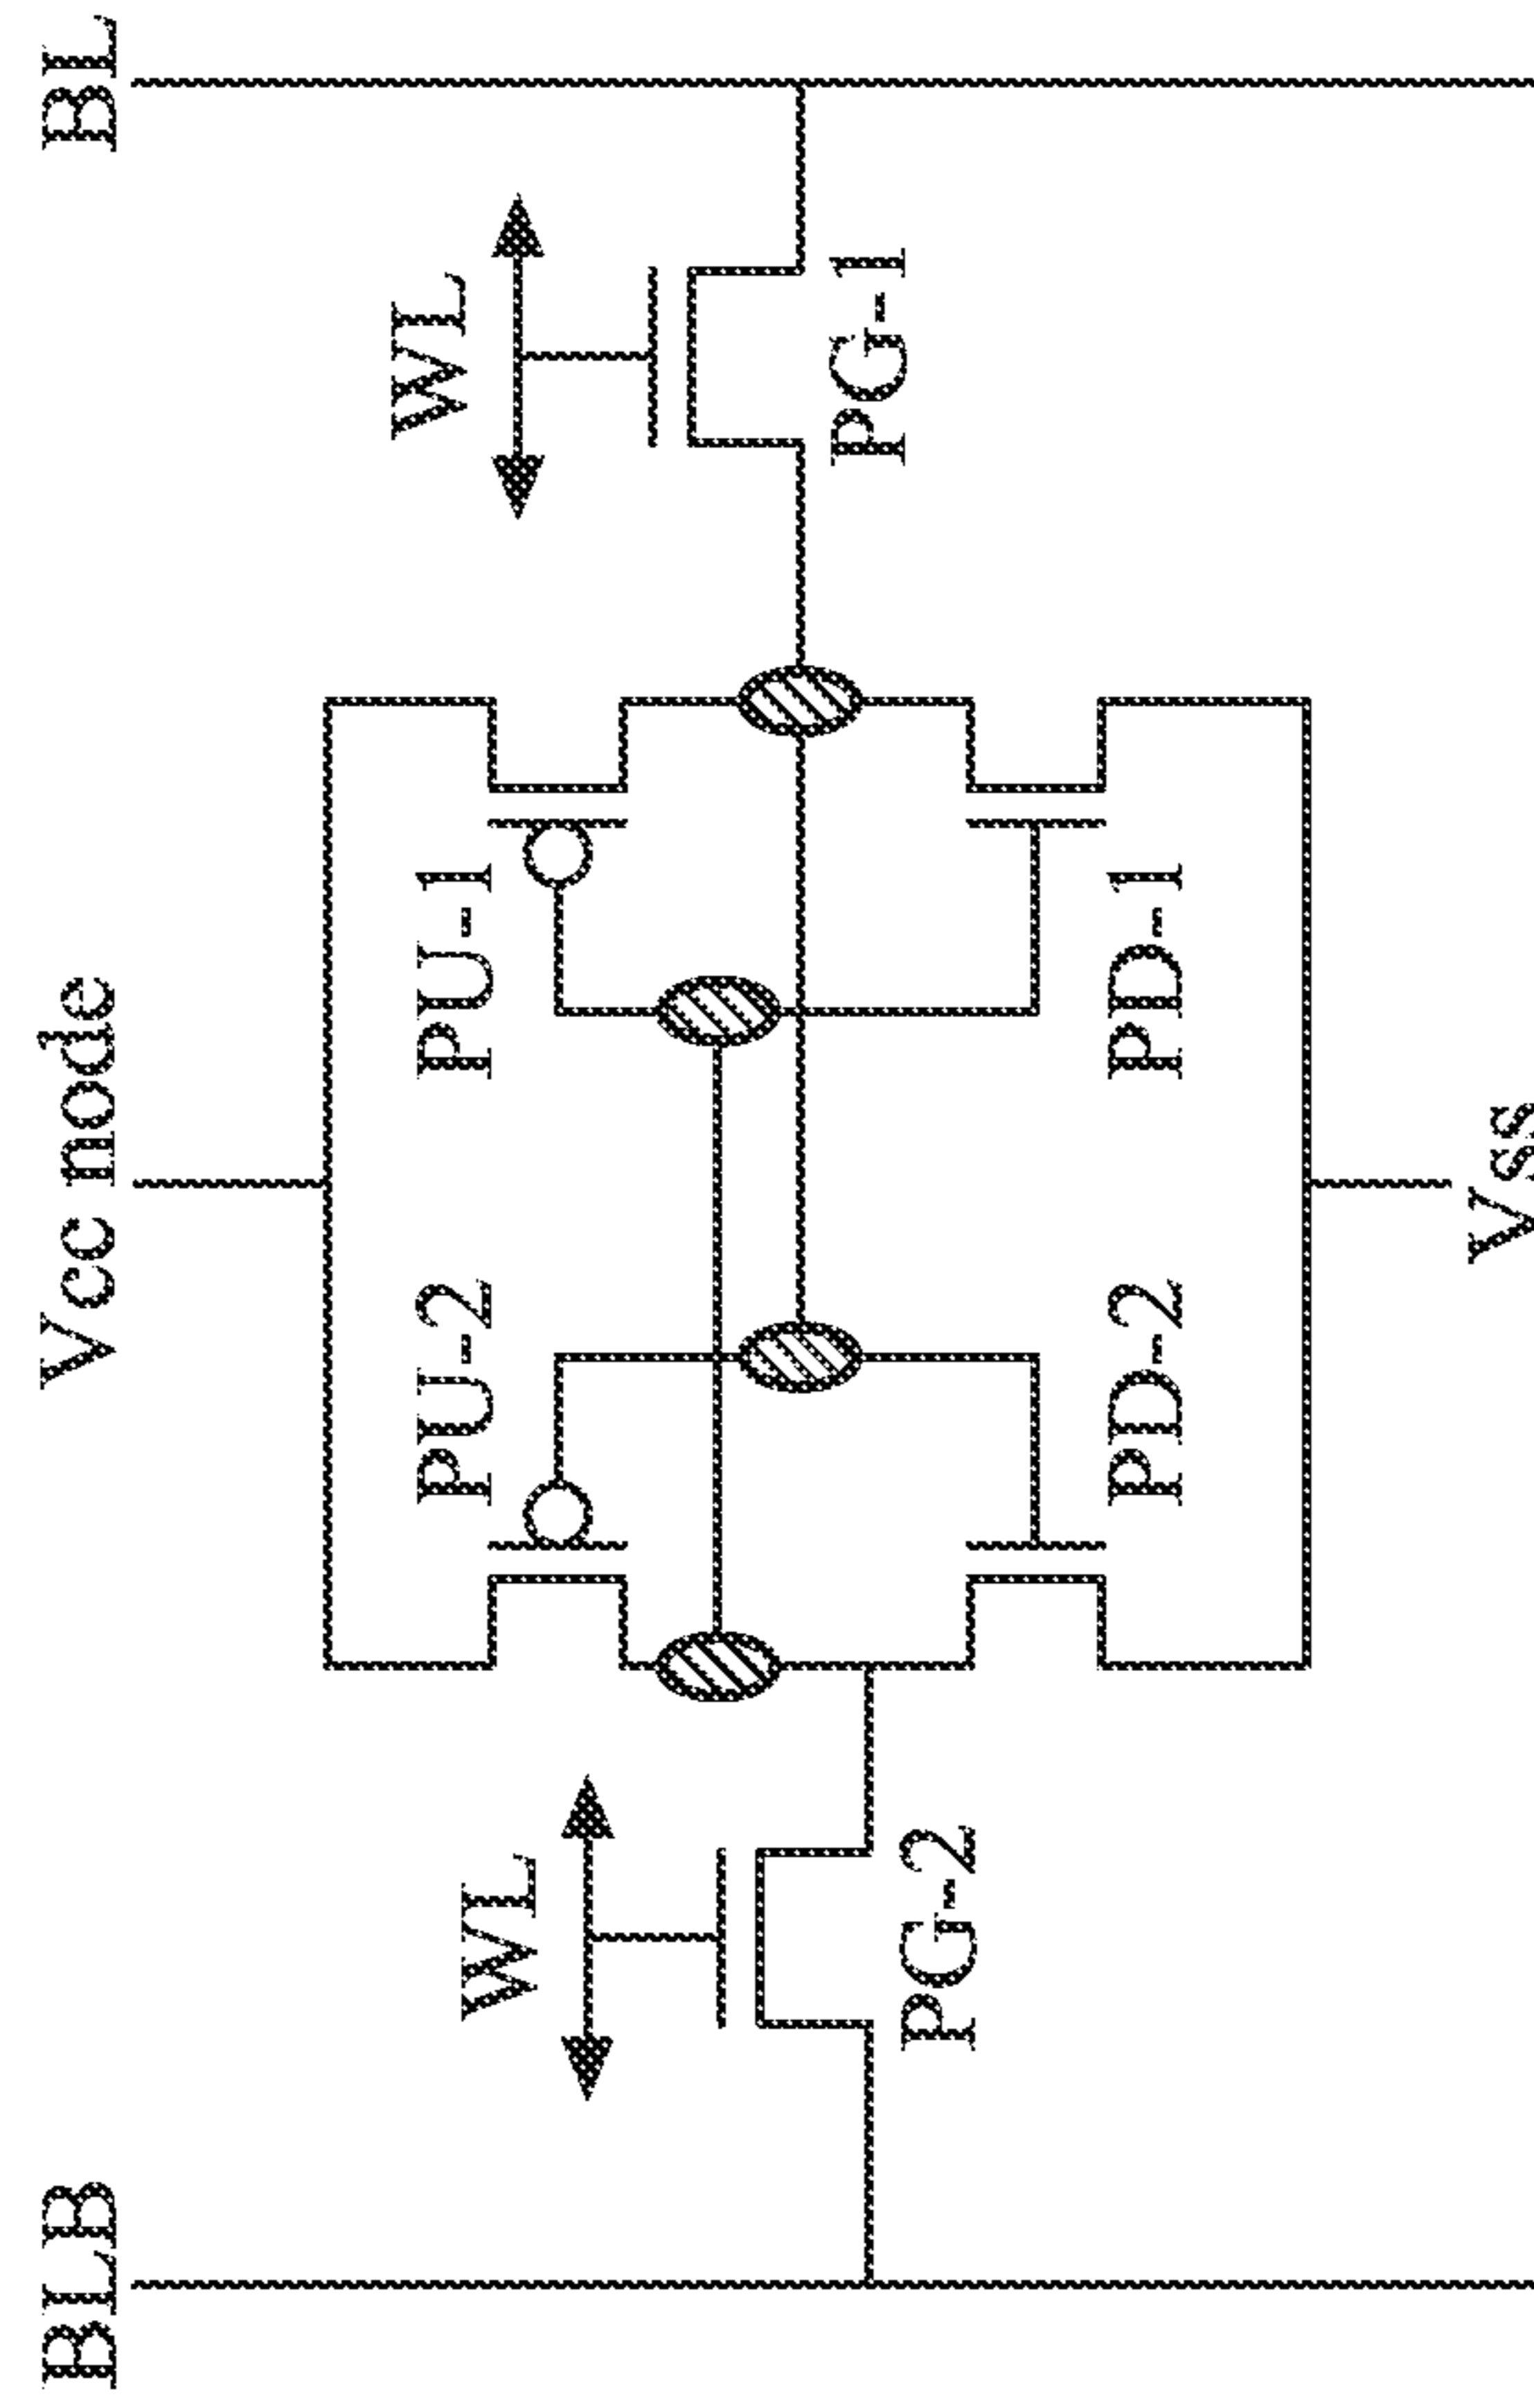 BLB
Vcc node
BL
WL
PU-2
PU-1
WL
PG-2
PG-1
PD-2
PD-1
Vss